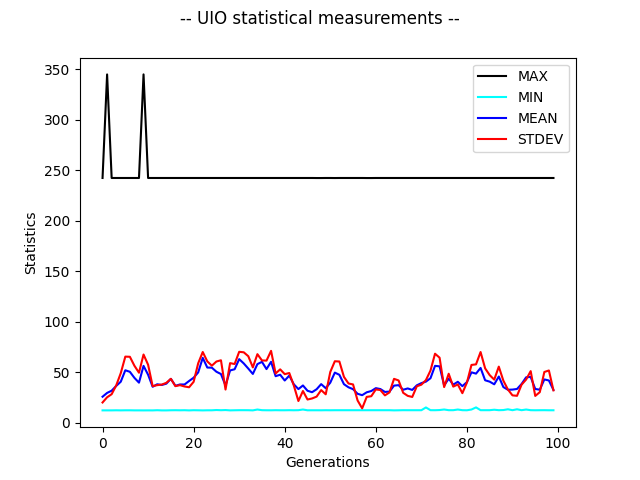 -- UIO statistical measurements --
MAX
MIN
MEAN
STDEV
Statistics
350
300
250
200
150
100
50
0
0 20 40 60 80 100
Generations